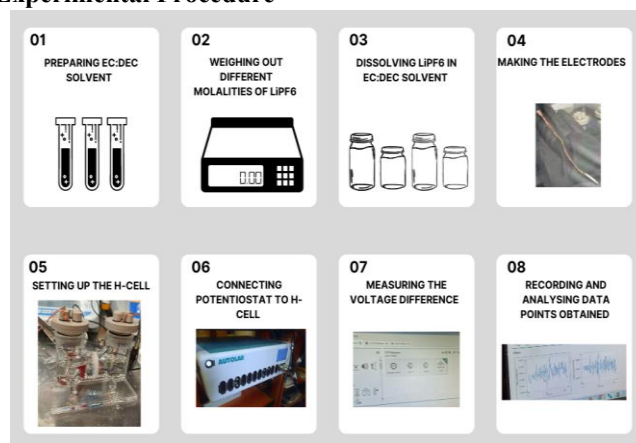 Experimental Procedure
01
PREPARING EC:DEC
SOLVENT
02
WEIGHING OUT
DIFFERENT
MOLALITIES OF LiPF6
0.00
03
DISSOLVING LiPF6 IN
EC:DEC SOLVENT
04
MAKING THE ELECTRODES
05
SETTING UP THE H-CELL
06
CONNECTING
POTENTIOSTAT TO H-
CELL
AUTOLAB
07
MEASURING THE
VOLTAGE DIFFERENCE
08
RECORDING AND
ANALYSING DATA
POINTS OBTAINED